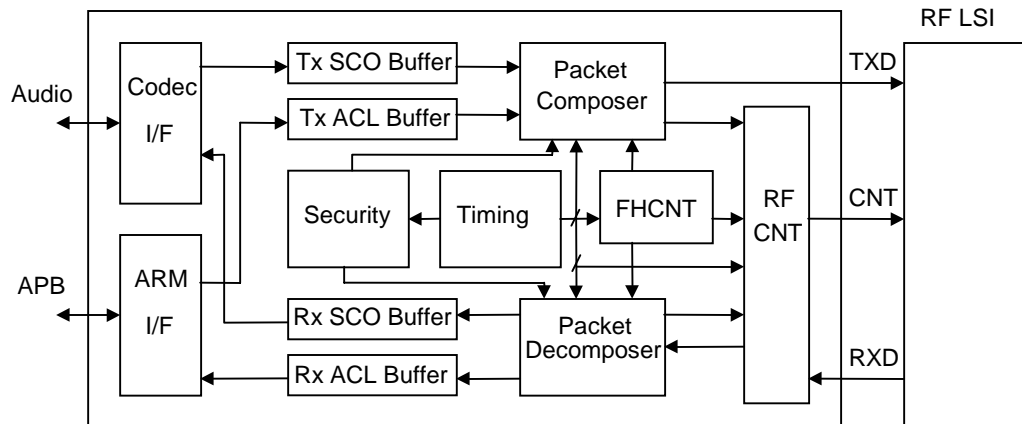 RF LSI
Tx SCO Buffer
Packet
Composer
TXD
Codec
I/F
Audio
Tx ACL Buffer
Security
Timing
FHCNT
RF
CNT
CNT
ARM
I/F
APB
Rx SCO Buffer
Packet
Decomposer
RXD
Rx ACL Buffer